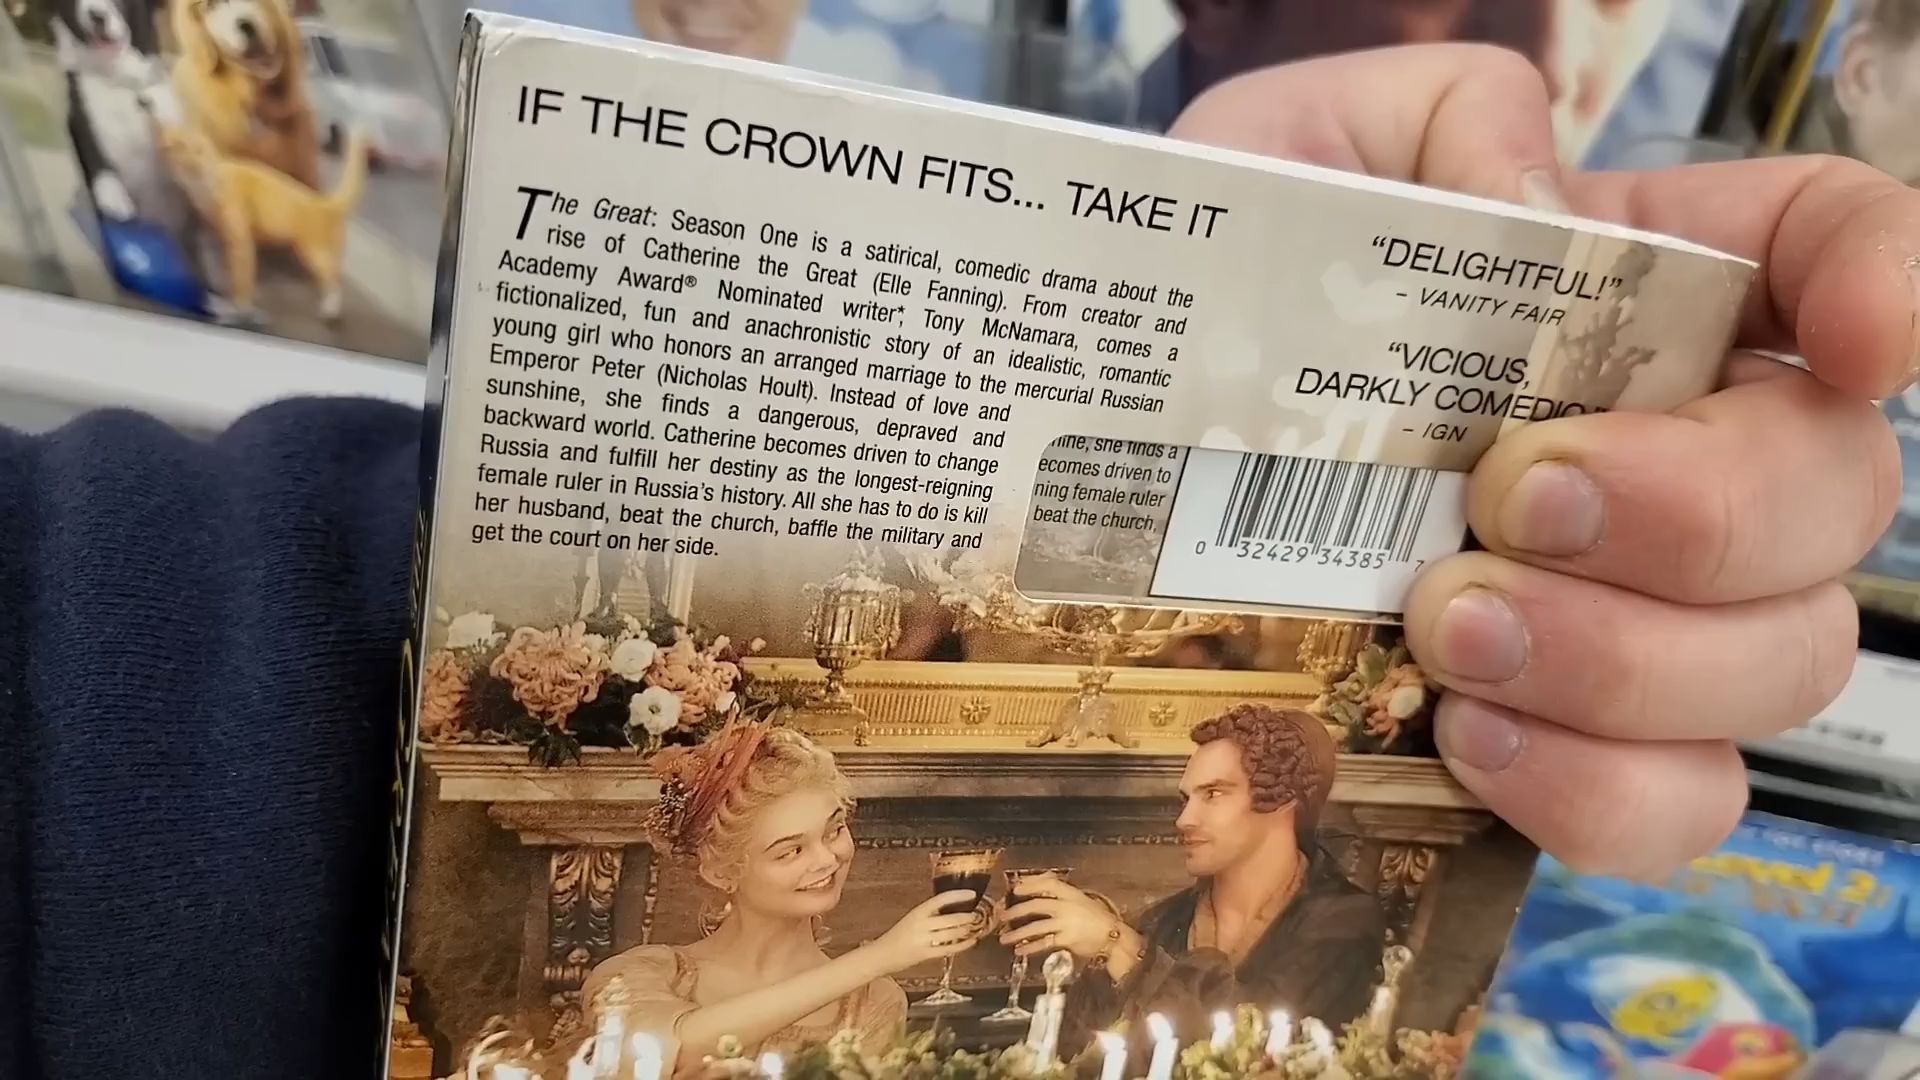 IF THE CROWN FITS... TAKE IT
The Great: Season One is a satirical, comedic drama about the
rise of Catherine the Great (Elle Fanning). From creator and
Academy Award® Nominated writer*, Tony McNamara, comes a
fictionalized, fun and anachronistic story of an idealistic, romantic
young girl who honors an arranged marriage to the mercurial Russian
Emperor Peter (Nicholas Hoult). Instead of love and
sunshine, she finds a dangerous, depraved and
backward world. Catherine becomes driven to change
Russia and fulfill her destiny as the longest-reigning
female ruler in Russia's history. All she has to do is kill
her husband, beat the church, baffle the military and
get the court on her side.
"DELIGHTFUL!"
- VANITY FAIR
"VICIOUS,
DARKLY COMEDIC"
- IGN
she finds a
ecomes driven to
ning female ruler
beat the church,
0 32429 34385 7